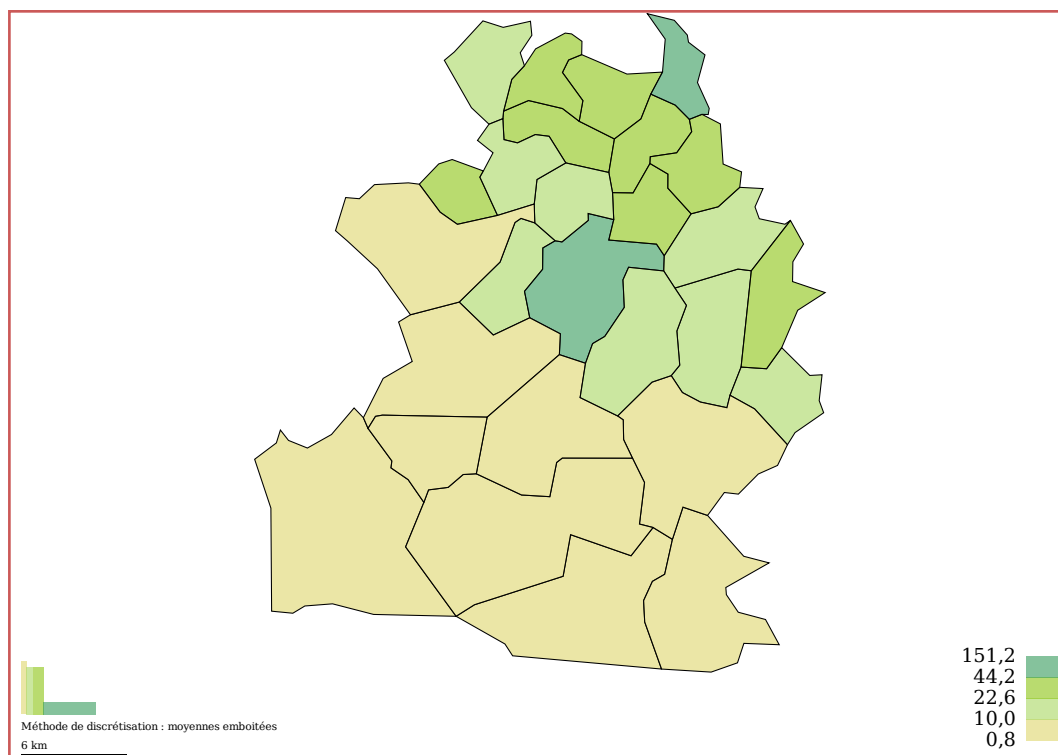 151,2
44,2
22,6
10,0
0,8
Méthode de discrétisation : moyennes emboitées
6 km